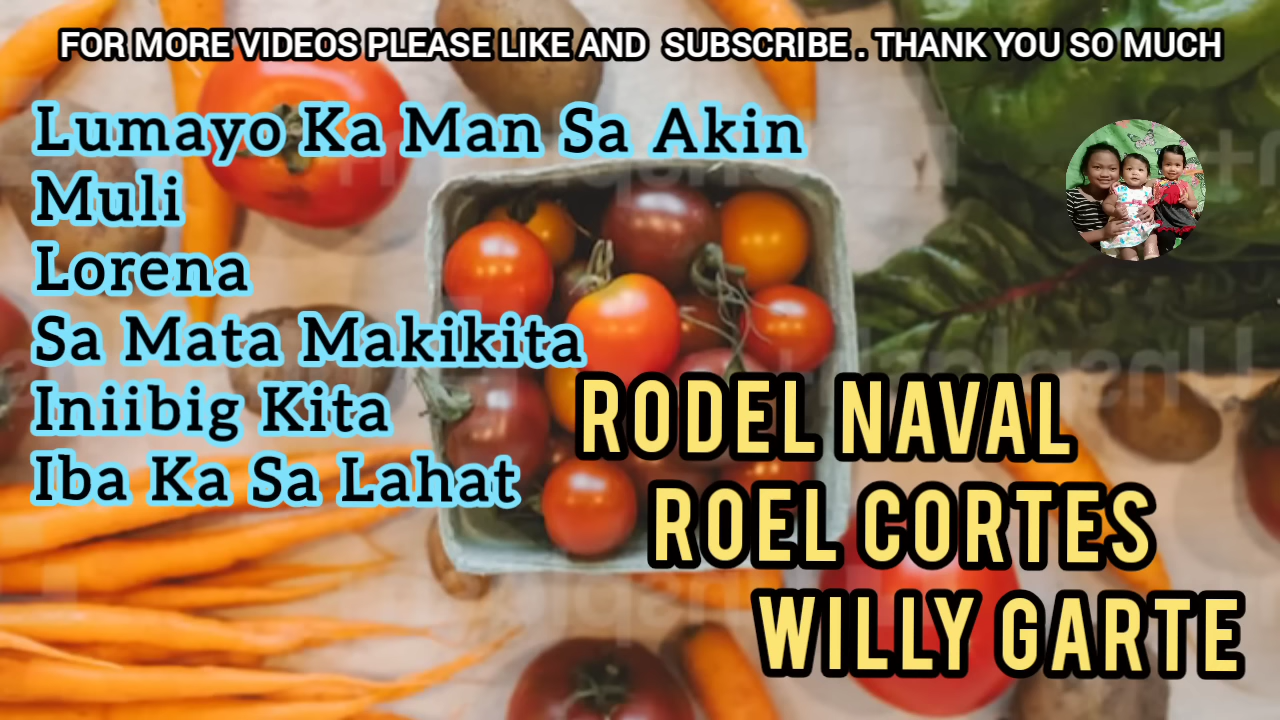 FOR MORE VIDEOS PLEASE LIKE AND SUBSCRIBE . THANK YOU SO MUCH
Lumayo Ka Man Sa Akin
Muli
Lorena
Sa Mata Makikita
Iniibig Kita
Iba Ka Sa Lahat
RODEL NAVAL
ROEL CORTES
WILLY GARTE